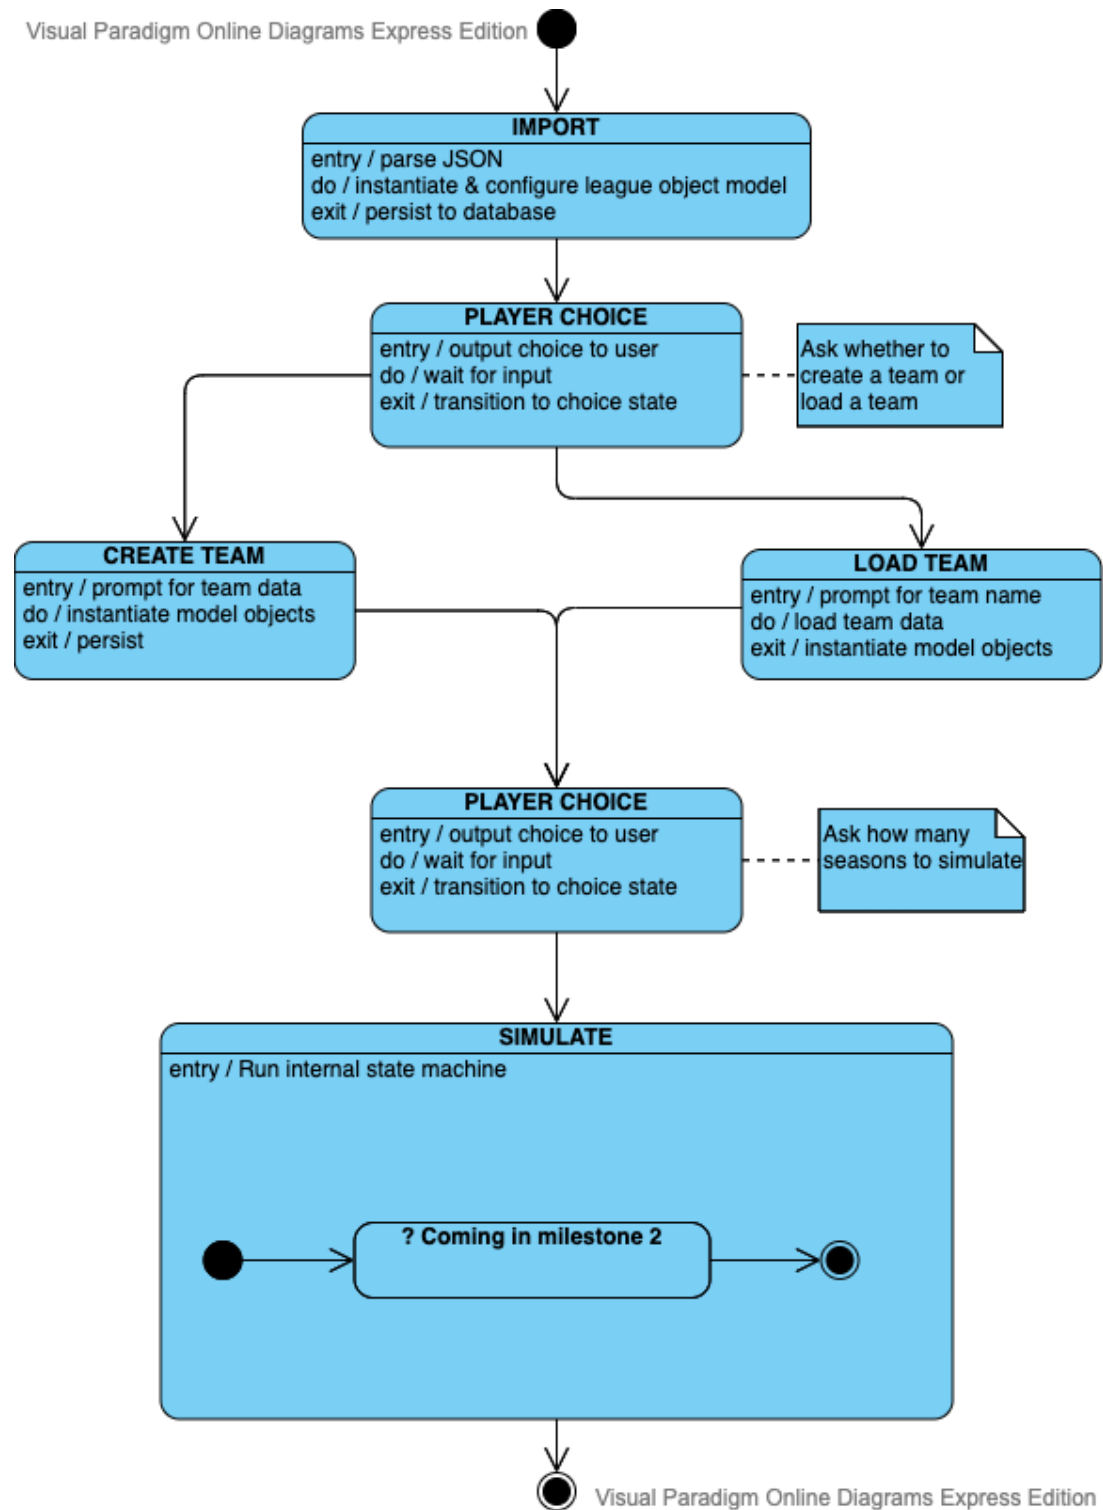 Visual Paradigm Online Diagrams Express Edition
IMPORT
entry / parse JSON
do / instantiate & configure league object model
exit / persist to database
PLAYER CHOICE
entry / output choice to user
do / wait for input
exit / transition to choice state
Ask whether to
create a team or
load a team
CREATE TEAM
entry / prompt for team data
do / instantiate model objects
exit / persist
LOAD TEAM
entry / prompt for team name
do / load team data
exit / instantiate model objects
PLAYER CHOICE
entry / output choice to user
do / wait for input
exit / transition to choice state
Ask how many
seasons to simulate
SIMULATE
entry / Run internal state machine
? Coming in milestone 2
Visual Paradigm Online Diagrams Express Edition